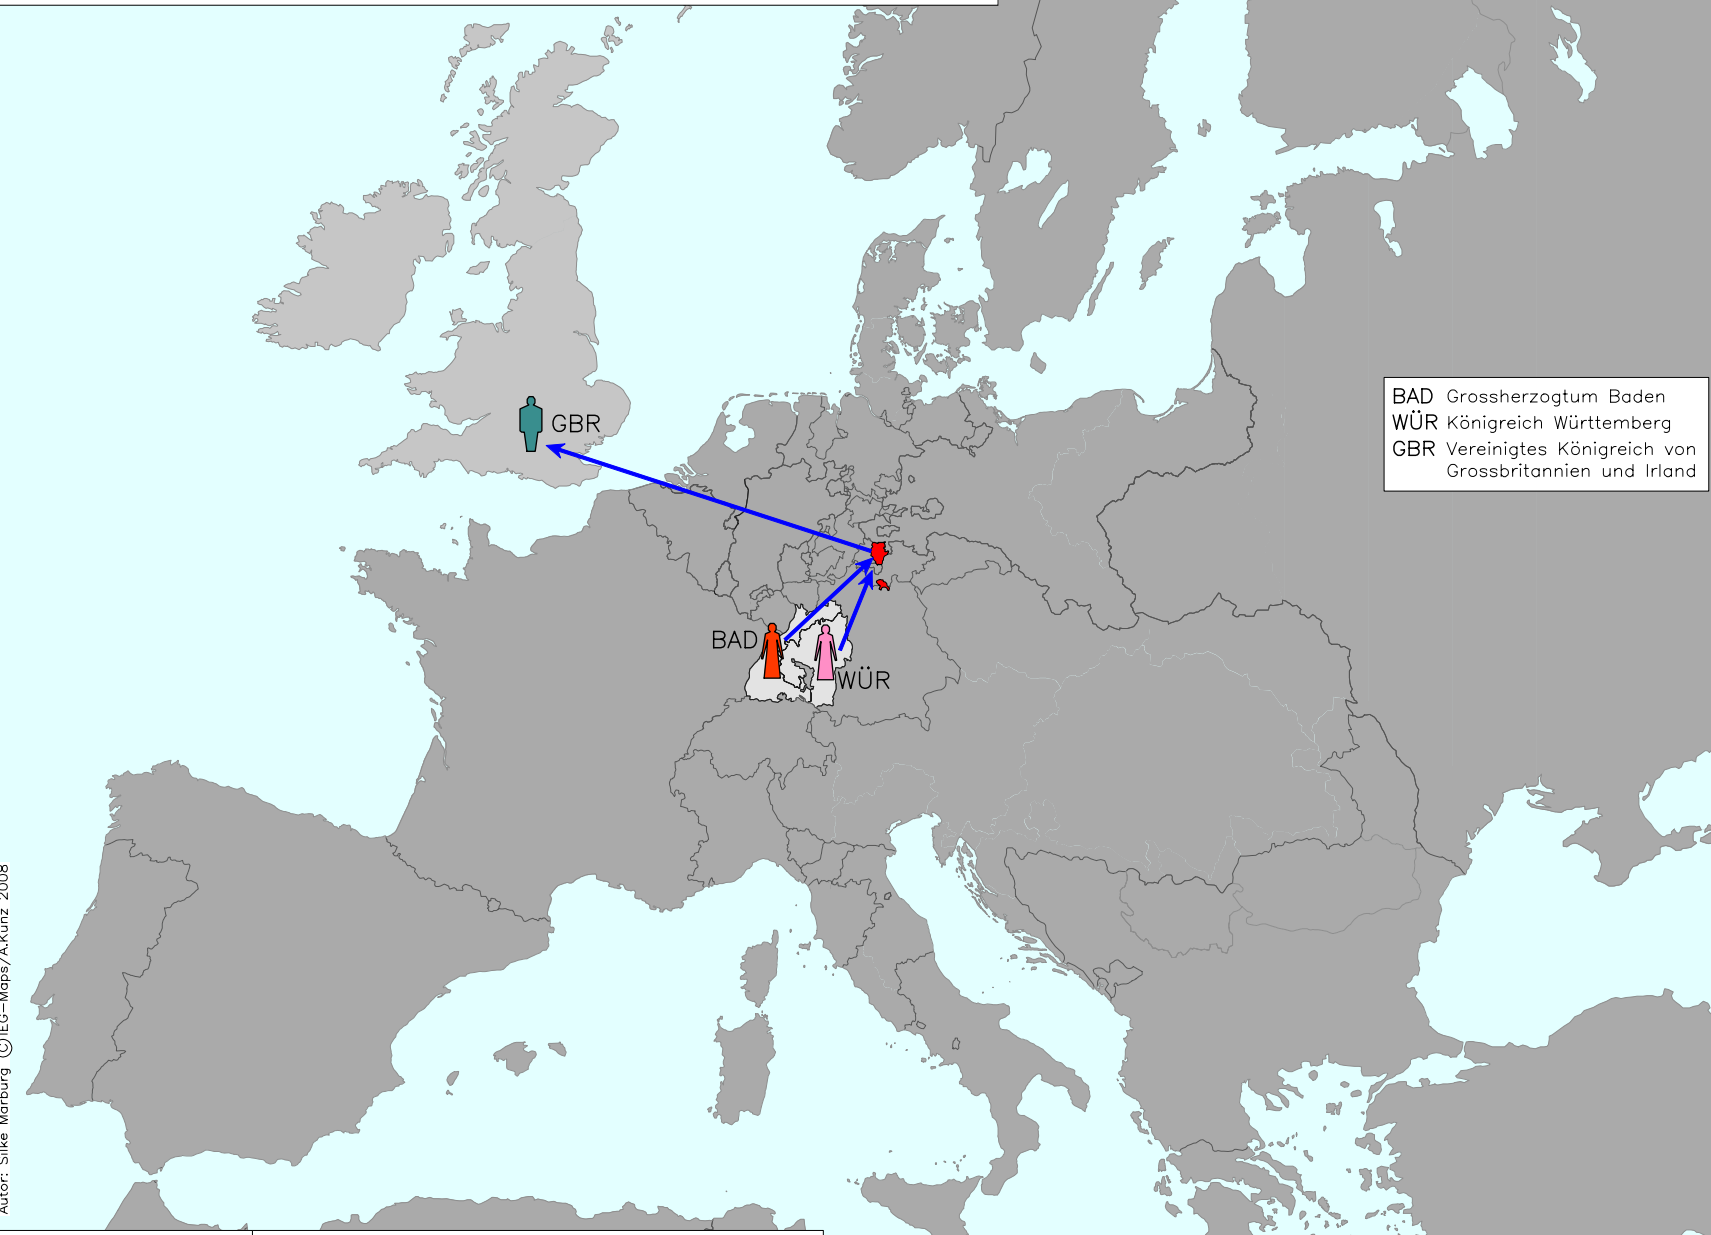 GBR
BAD
WÜR
BAD Grossherzogtum Baden
WÜR Königreich Württemberg
GBR Vereinigtes Königreich von
Grossbritannien und Irland
Autor: Silke Marburg ©IEG-Maps/A.Kunz 2008